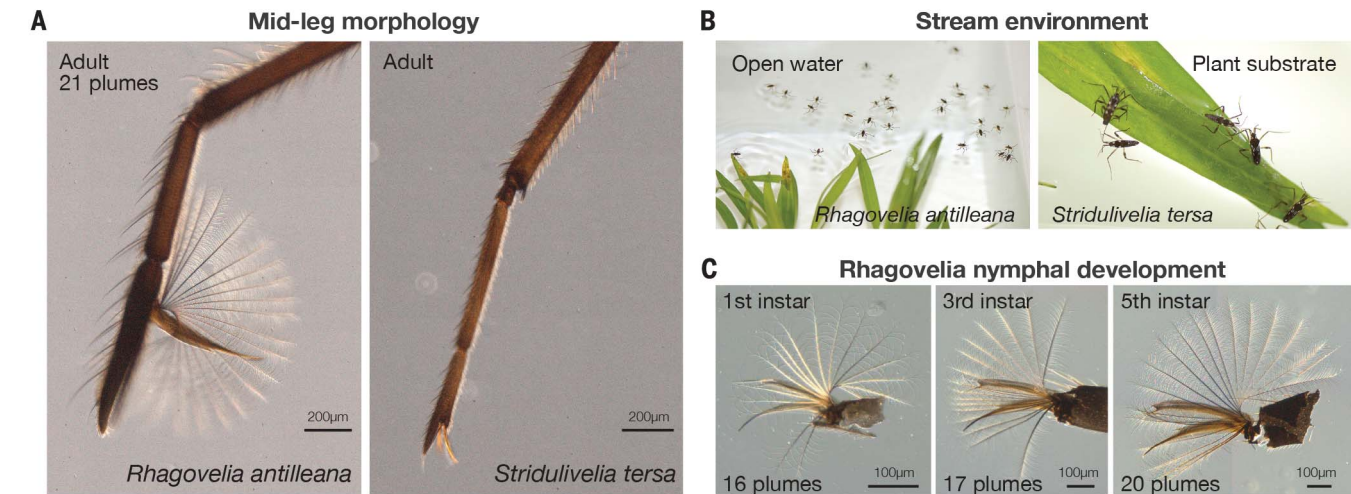 A
Mid-leg morphology
Adult
21 plumes
200µm
Rhagovelia antilleana
Adult
200µm
Stridulivelia tersa
B
Stream environment
Open water
Rhagovelia antilleana
Plant substrate
Stridulivelia tersa
C
Rhagovelia nymphal development
1st instar
16 plumes
100µm
3rd instar
17 plumes
100µm
5th instar
20 plumes
100µm